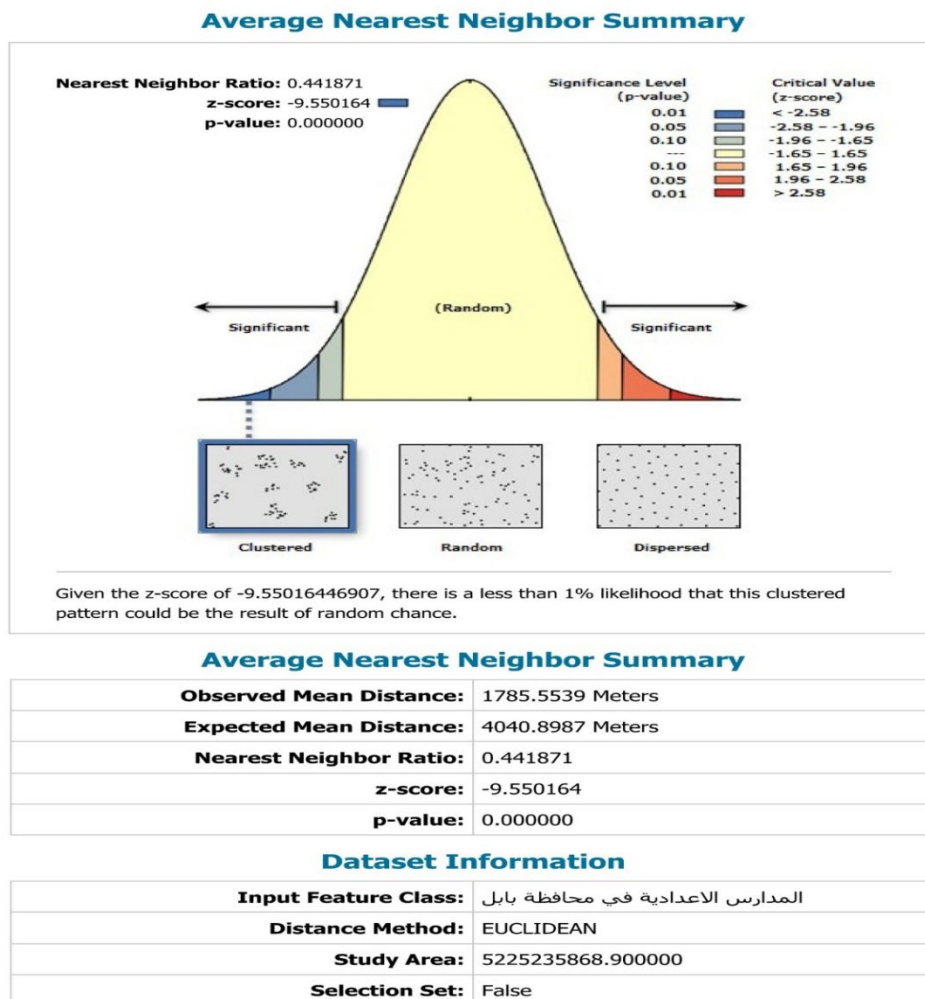 Average Nearest Neighbor Summary
Nearest Neighbor Ratio: 0.441871
z-score: -9.550164
p-value: 0.000000
Significance Level (p-value) Critical Value (z-score)
0.01 < -2.58
0.05 -2.58 - -1.96
0.10 -1.96 - -1.65
--- -1.65 - 1.65
0.10 1.65 - 1.96
0.05 1.96 - 2.58
0.01 > 2.58
(Random)
Significant Significant
Clustered Random Dispersed
Given the z-score of -9.55016446907, there is a less than 1% likelihood that this clustered
pattern could be the result of random chance.
Average Nearest Neighbor Summary
Observed Mean Distance: 1785.5539 Meters
Expected Mean Distance: 4040.8987 Meters
Nearest Neighbor Ratio: 0.441871
z-score: -9.550164
p-value: 0.000000
Dataset Information
Input Feature Class: المدارس الاعدادية في محافظة بابل
Distance Method: EUCLIDEAN
Study Area: 5225235868.900000
Selection Set: False